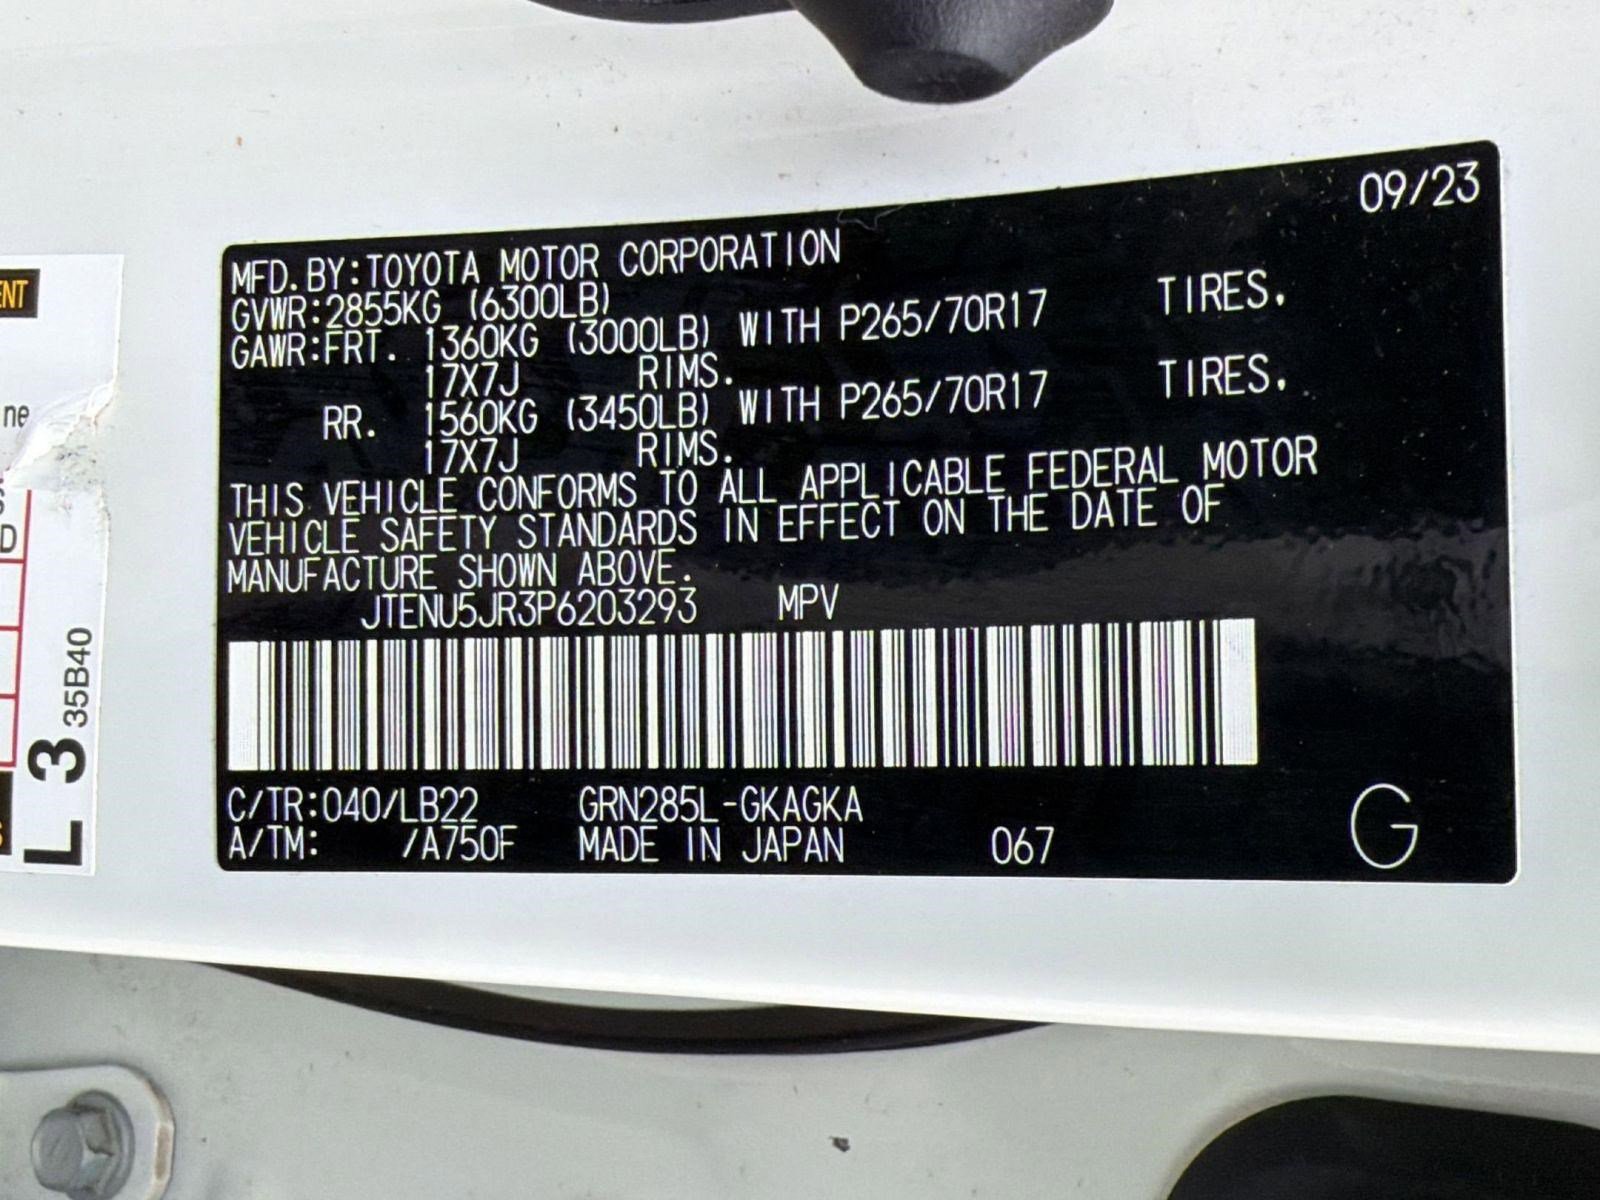 09/23
MFD. BY:TOYOTA MOTOR CORPORATION
GVWR:2855KG (6300LB)
GAWR:FRT. 1360KG (3000LB) WITH P265/70R17 TIRES.
17X7J RIMS.
RR. 1560KG (3450LB) WITH P265/70R17 TIRES.
17X7J RIMS.
THIS VEHICLE CONFORMS TO ALL APPLICABLE FEDERAL MOTOR
VEHICLE SAFETY STANDARDS IN EFFECT ON THE DATE OF
MANUFACTURE SHOWN ABOVE.
JTENU5JR3P6203293 MPV
C/TR:040/LB22 GRN285L-GKAGKA
A/TM: /A750F MADE IN JAPAN 067 G
ENT
ne
D
L 3 35B40